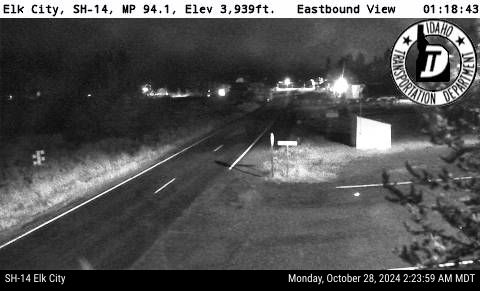 Elk City, SH-14, MP 94.1, Elev 3,939ft. Eastbound View 01:18:43
IDAHO
TRANSPORTATION DEPARTMENT
SH-14 Elk City Monday, October 28, 2024 2:23:59 AM MDT